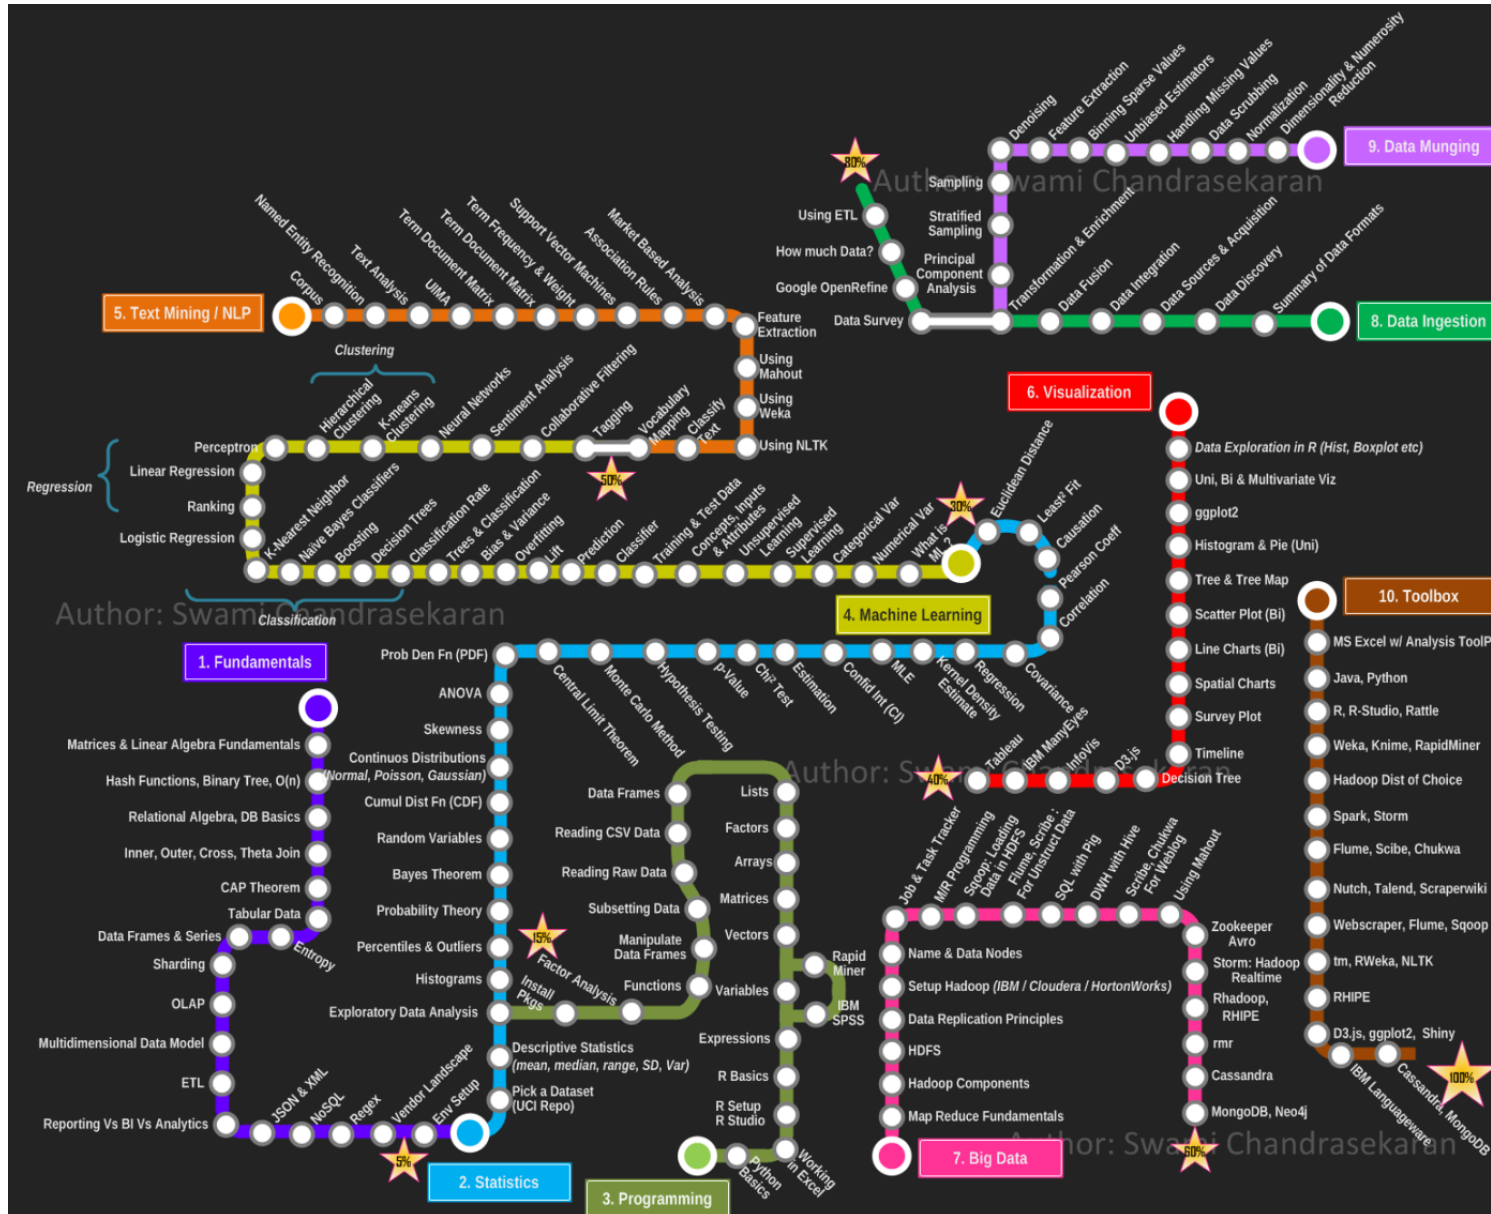 Denoising
Feature Extraction
Binning Sparse Values
Unbiased Estimators
Handling Missing Values
Data Scrubbing
Normalization
Dimensionality & Numerosity
Reduction
9. Data Munging
80%
Author: Swami Chandrasekaran
Sampling
Using ETL
Stratified
Sampling
How much Data?
Principal
Component
Analysis
Google OpenRefine
Data Survey
Transformation & Enrichment
Data Fusion
Data Integration
Data Sources & Acquisition
Data Discovery
Summary of Data Formats
8. Data Ingestion
5. Text Mining / NLP
Corpus
Named Entity Recognition
Text Analysis
UIMA
Term Document Matrix
Term Document Matrix
Term Frequency & Weight
Support Vector Machines
Association Rules
Market Based Analysis
Feature
Extraction
Using
Mahout
Using
Weka
Using NLTK
Classify
Text
Vocabulary
Mapping
50%
Tagging
Collaborative Filtering
Sentiment Analysis
Neural Networks
Clustering
K-means
Clustering
Hierarchical
Clustering
Perceptron
Regression
Linear Regression
Ranking
Logistic Regression
K-Nearest Neighbor
Naive Bayes Classifiers
Boosting
Decision Trees
Classification Rate
Trees & Classification
Bias & Variance
Overfitting
Lift
Prediction
Classifier
Training & Test Data
Concepts, Inputs
& Attributes
Unsupervised
Learning
Supervised
Learning
Categorical Var
Numerical Var
What is
ML?
30%
4. Machine Learning
Classification
Author: Swami Chandrasekaran
Euclidean Distance
Least² Fit
Causation
Pearson Coeff
Correlation
Covariance
Regression
Kernel Density
Estimate
MLE
Confid Int (CI)
Estimation
Chi² Test
p-Value
Hypothesis Testing
Monte Carlo Method
Central Limit Theorem
Prob Den Fn (PDF)
ANOVA
Skewness
Continuos Distributions
(Normal, Poisson, Gaussian)
Cumul Dist Fn (CDF)
Random Variables
Bayes Theorem
Probability Theory
Percentiles & Outliers
Histograms
Exploratory Data Analysis
Descriptive Statistics
(mean, median, range, SD, Var)
Pick a Dataset
(UCI Repo)
2. Statistics
6. Visualization
Data Exploration in R (Hist, Boxplot etc)
Uni, Bi & Multivariate Viz
ggplot2
Histogram & Pie (Uni)
Tree & Tree Map
Scatter Plot (Bi)
Line Charts (Bi)
Spatial Charts
Survey Plot
Timeline
Decision Tree
D3.js
InfoVis
IBM ManyEyes
Tableau
40%
Author: Swami Chandrasekaran
10. Toolbox
MS Excel w/ Analysis ToolP
Java, Python
R, R-Studio, Rattle
Weka, Knime, RapidMiner
Hadoop Dist of Choice
Spark, Storm
Flume, Scibe, Chukwa
Nutch, Talend, Scraperwiki
Webscraper, Flume, Sqoop
tm, RWeka, NLTK
RHIPE
D3.js, ggplot2, Shiny
IBM Languageware
Cassandra, MongoDB
100%
1. Fundamentals
Matrices & Linear Algebra Fundamentals
Hash Functions, Binary Tree, O(n)
Relational Algebra, DB Basics
Inner, Outer, Cross, Theta Join
CAP Theorem
Tabular Data
Entropy
Data Frames & Series
Sharding
OLAP
Multidimensional Data Model
ETL
Reporting Vs BI Vs Analytics
JSON & XML
NoSQL
Regex
Vendor Landscape
Env Setup
5%
15%
Install
Pkgs
Factor Analysis
Functions
Manipulate
Data Frames
Subsetting Data
Reading Raw Data
Reading CSV Data
Data Frames
Lists
Factors
Arrays
Matrices
Vectors
Rapid
Miner
Variables
IBM
SPSS
Expressions
R Basics
R Setup
R Studio
Working
in Excel
Python
Basics
3. Programming
Job & Task Tracker
M/R Programming
Sqoop: Loading
Data in HDFS
Flume, Scribe :
For Unstruct Data
SQL with Pig
DWH with Hive
Scribe, Chukwa
For Weblog
Using Mahout
Name & Data Nodes
Setup Hadoop (IBM / Cloudera / HortonWorks)
Data Replication Principles
HDFS
Hadoop Components
Map Reduce Fundamentals
7. Big Data
Zookeeper
Avro
Storm: Hadoop
Realtime
Rhadoop,
RHIPE
rmr
Cassandra
MongoDB, Neo4j
60%
Author: Swami Chandrasekaran